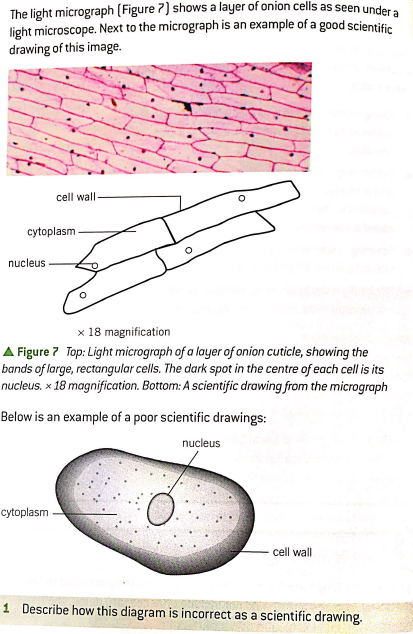 The light micrograph (Figure 7) shows a layer of onion cells as seen under a
light microscope. Next to the micrograph is an example of a good scientific
drawing of this image.
cell wall
cytoplasm
nucleus
× 18 magnification
▲ Figure 7 Top: Light micrograph of a layer of onion cuticle, showing the
bands of large, rectangular cells. The dark spot in the centre of each cell is its
nucleus. × 18 magnification. Bottom: A scientific drawing from the micrograph
Below is an example of a poor scientific drawings:
nucleus
cytoplasm
cell wall
1 Describe how this diagram is incorrect as a scientific drawing.